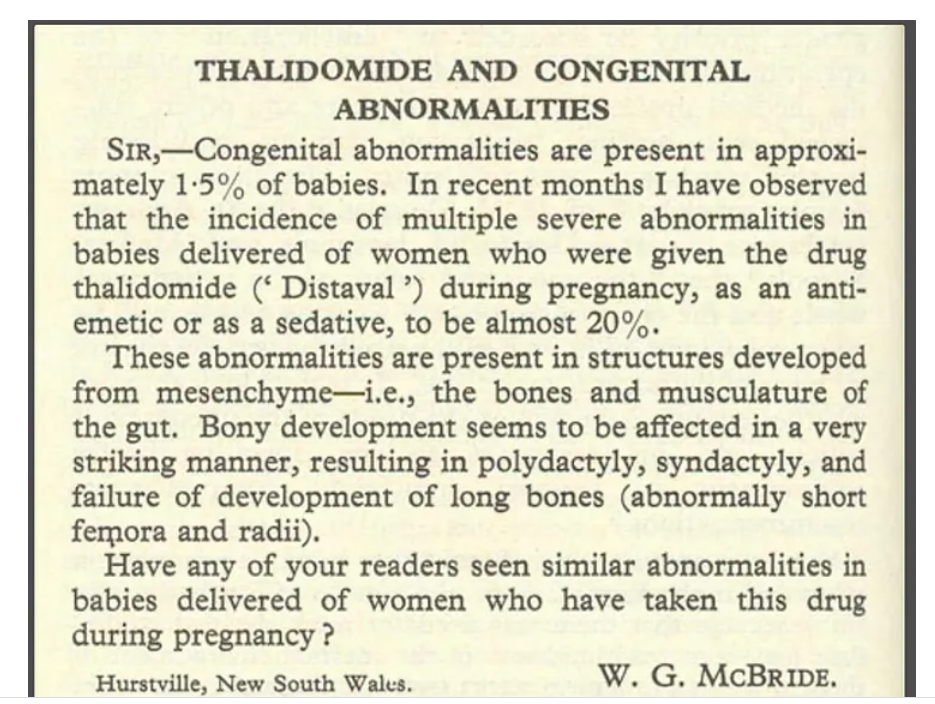 THALIDOMIDE AND CONGENITAL
ABNORMALITIES
SIR,—Congenital abnormalities are present in approxi-
mately 1·5% of babies. In recent months I have observed
that the incidence of multiple severe abnormalities in
babies delivered of women who were given the drug
thalidomide (‘ Distaval ’) during pregnancy, as an anti-
emetic or as a sedative, to be almost 20%.
These abnormalities are present in structures developed
from mesenchyme—i.e., the bones and musculature of
the gut. Bony development seems to be affected in a very
striking manner, resulting in polydactyly, syndactyly, and
failure of development of long bones (abnormally short
femora and radii).
Have any of your readers seen similar abnormalities in
babies delivered of women who have taken this drug
during pregnancy ?
Hurstville, New South Wales. W. G. MCBRIDE.